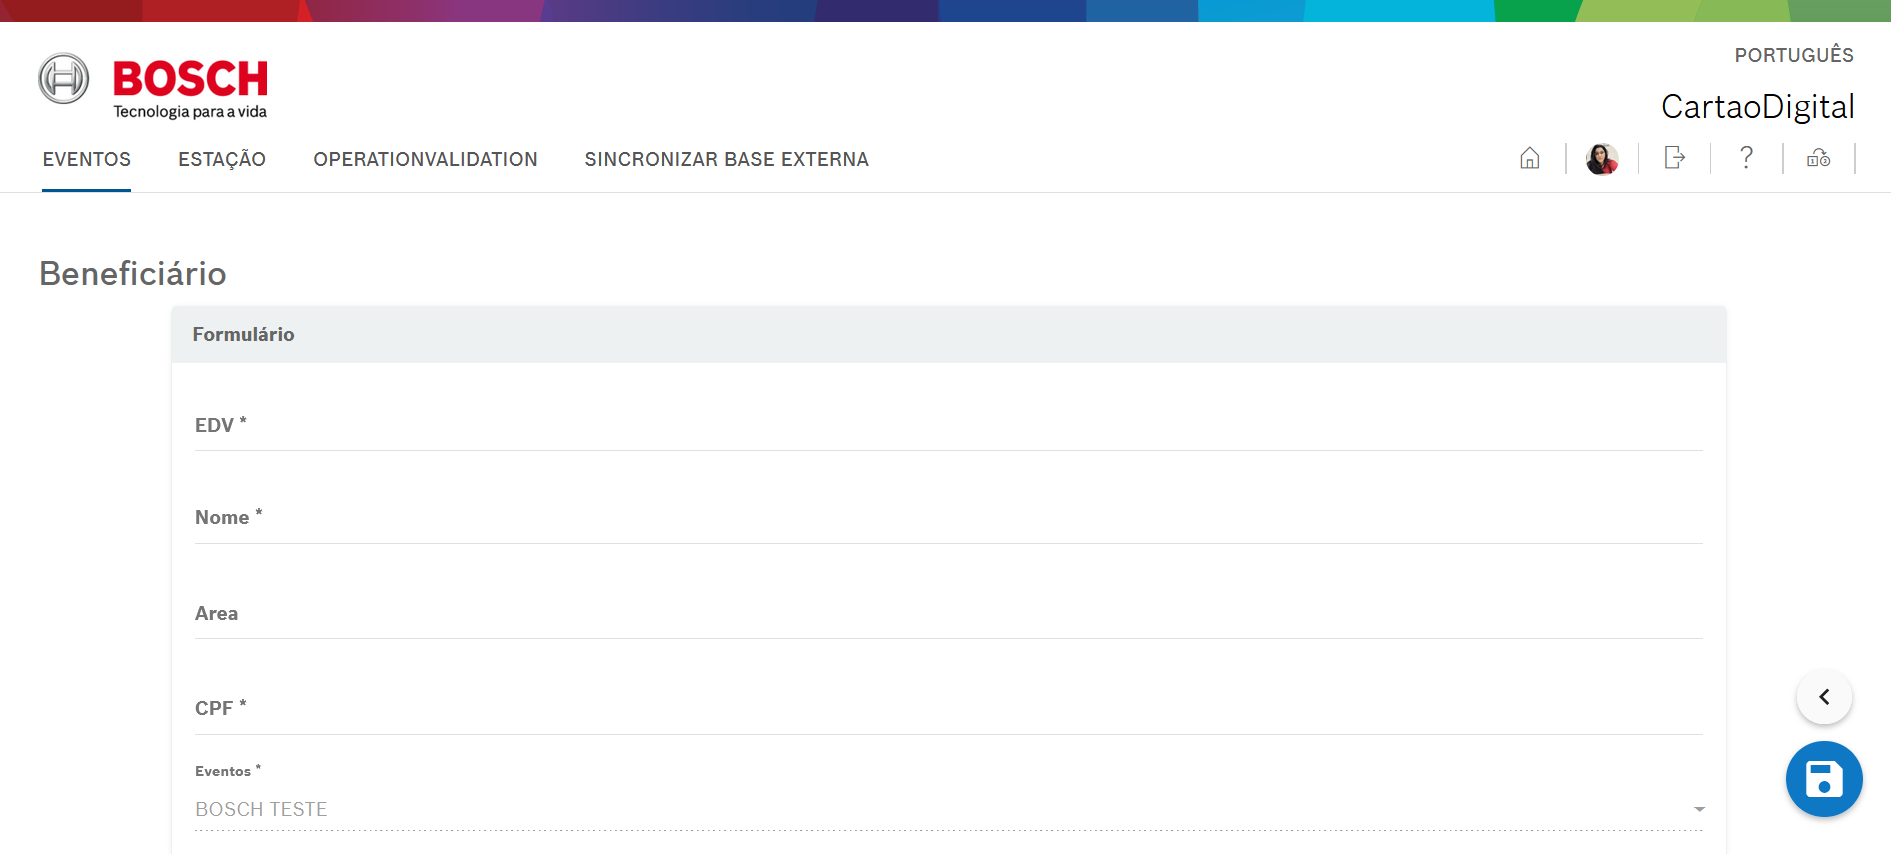 BOSCH
Tecnologia para a vida
PORTUGUÊS
CartaoDigital
EVENTOS ESTAÇÃO OPERATIONVALIDATION SINCRONIZAR BASE EXTERNA
Beneficiário
Formulário
EDV *
Nome *
Area
CPF *
Eventos *
BOSCH TESTE